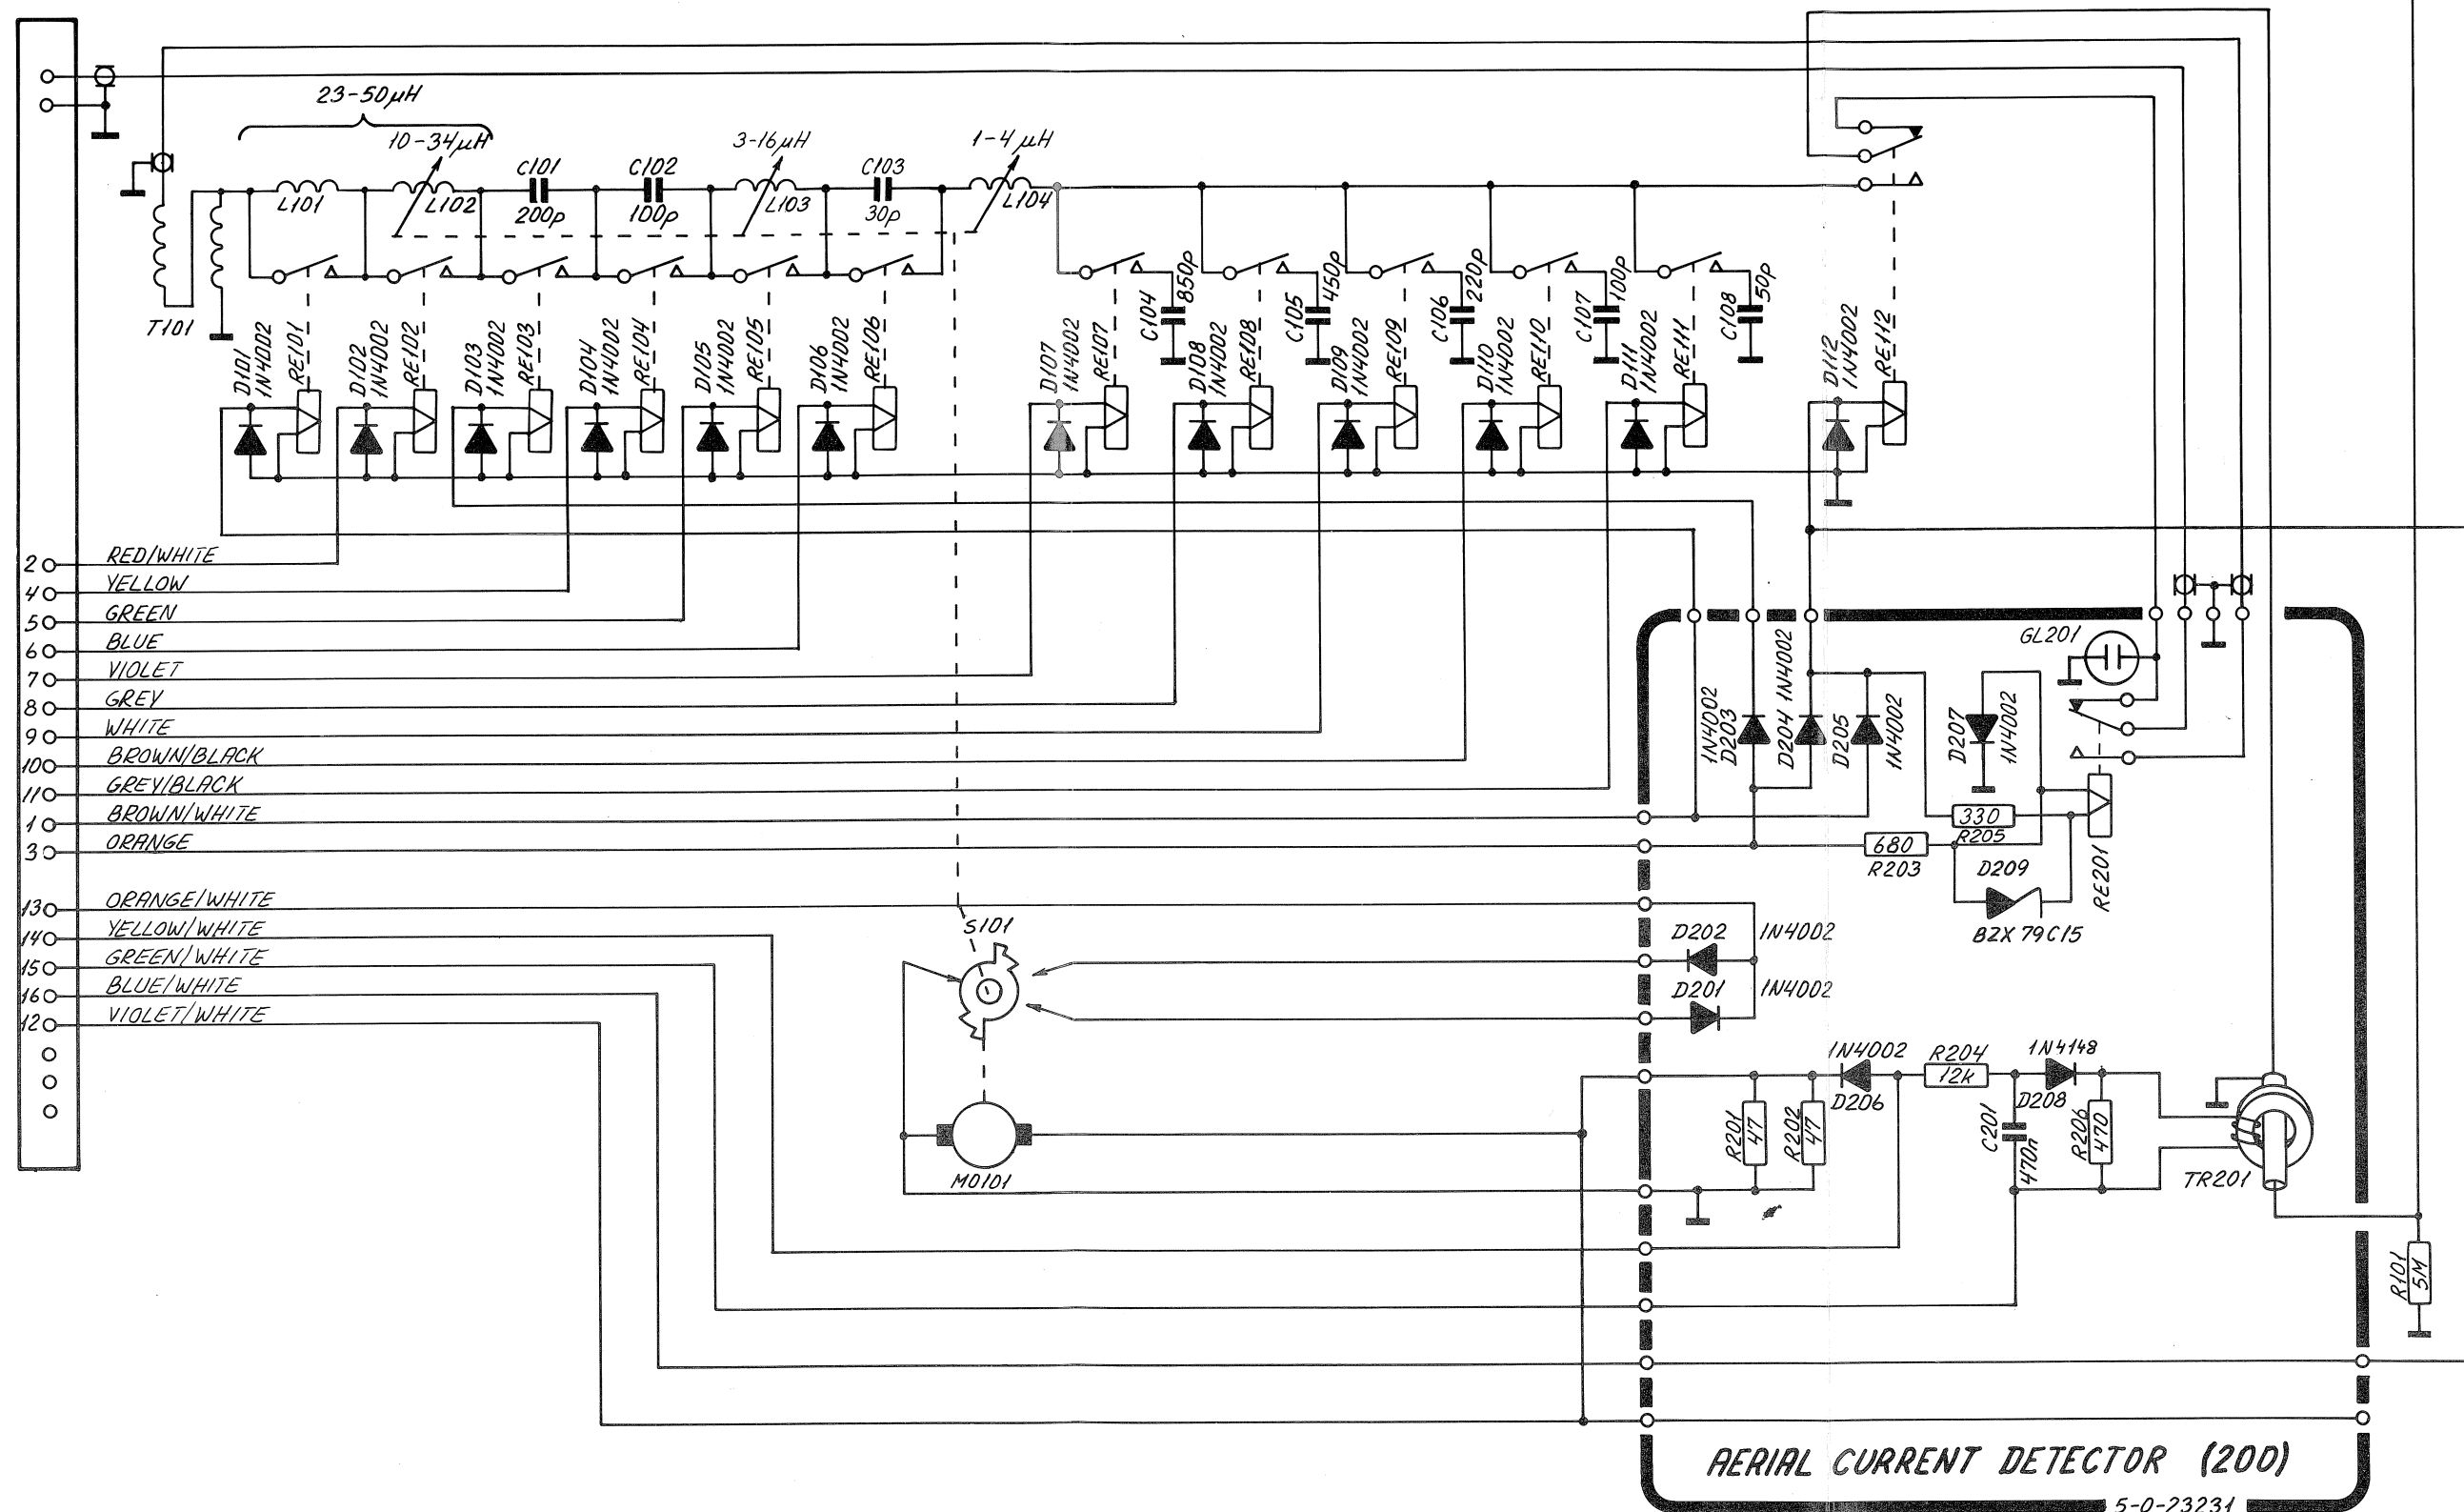 23-50µH
10-34µH
3-16µH
1-4 µH
C101
C102
C103
L101
L102
200p
100p
L103
30p
L104
T101
D101
1N4002
RE101
D102
1N4002
RE102
D103
1N4002
RE103
D104
1N4002
RE104
D105
1N4002
RE105
D106
1N4002
RE106
D107
1N4002
RE107
C104
850p
D108
1N4002
RE108
C105
450p
D109
1N4002
RE109
C106
220p
D110
1N4002
RE110
C107
100p
D111
1N4002
RE111
C108
50p
D112
1N4002
RE112
2 RED/WHITE
4 YELLOW
5 GREEN
6 BLUE
7 VIOLET
8 GREY
9 WHITE
10 BROWN/BLACK
11 GREY/BLACK
1 BROWN/WHITE
3 ORANGE
13 ORANGE/WHITE
14 YELLOW/WHITE
15 GREEN/WHITE
16 BLUE/WHITE
12 VIOLET/WHITE
GL201
1N4002
D203
D204 1N4002
D205
1N4002
D207
1N4002
330
R205
680
R203
D209
BZX 79C15
RE201
S101
D202
1N4002
D201
1N4002
1N4002
D206
R204
12K
1N4148
D208
R201
47
R202
47
C201
470n
R206
470
TR201
M0101
R101
5M
AERIAL CURRENT DETECTOR (200)
5-0-23231